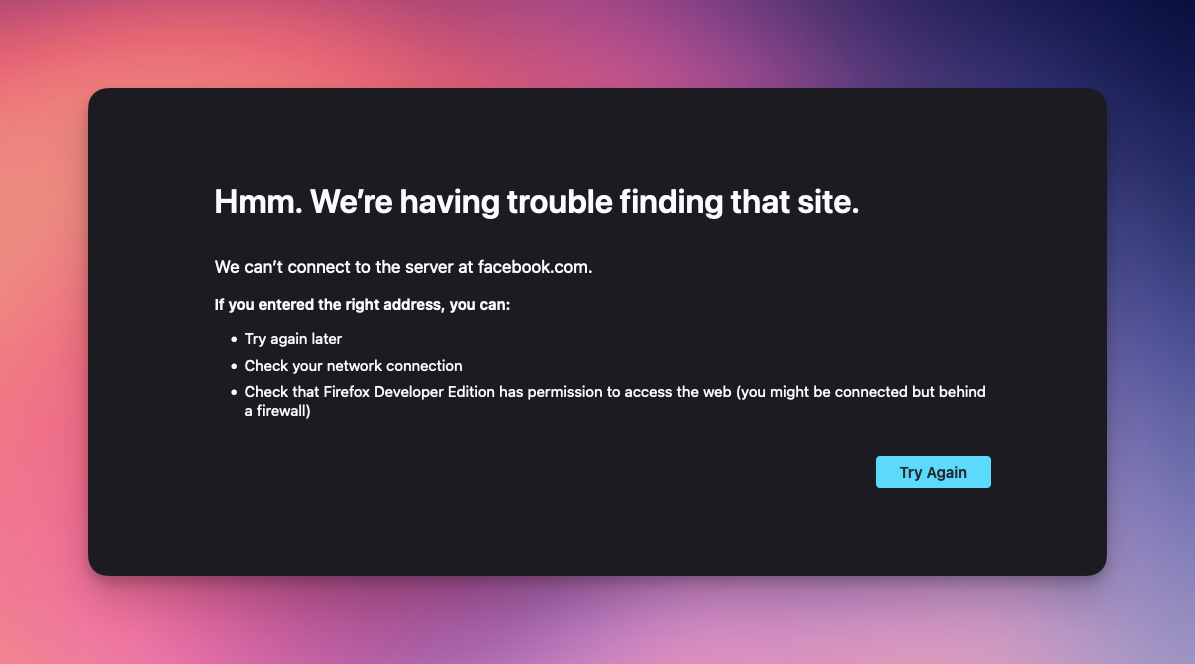 Hmm. We’re having trouble finding that site.
We can’t connect to the server at facebook.com.
If you entered the right address, you can:
• Try again later
• Check your network connection
• Check that Firefox Developer Edition has permission to access the web (you might be connected but behind
a firewall)
Try Again